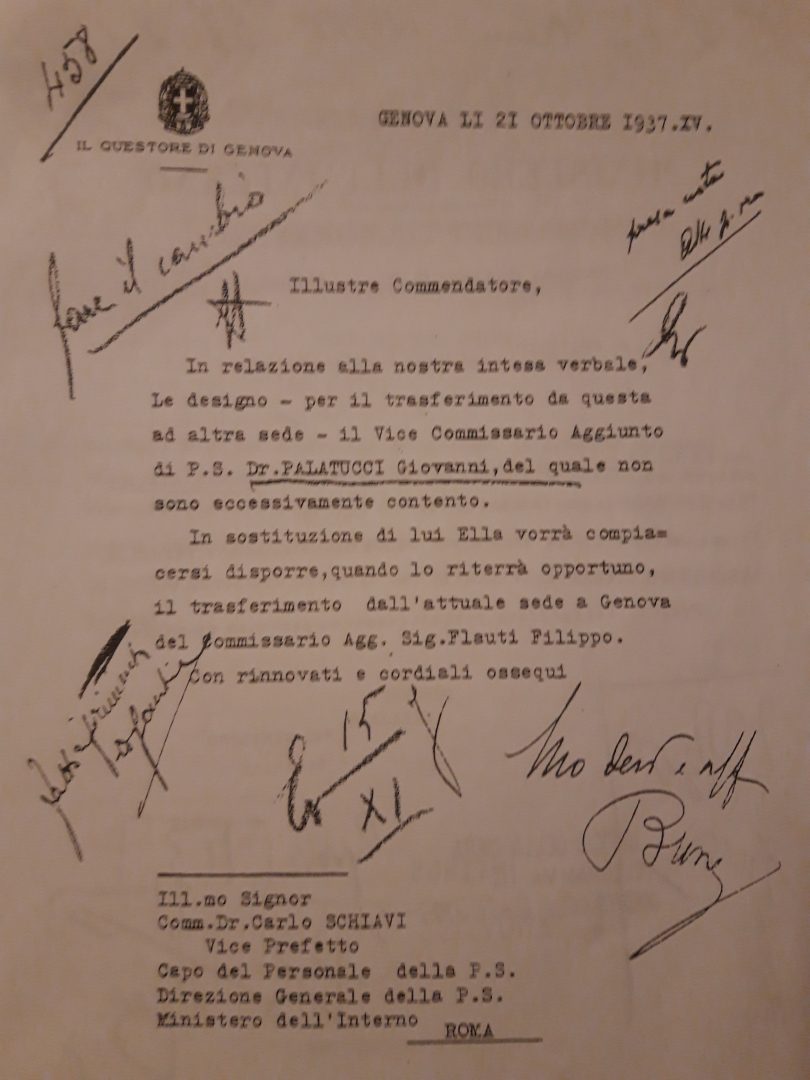 458
IL QUESTORE DI GENOVA
GENOVA LI 21 OTTOBRE 1937.XV.
fare il cambio
presa nota
Illustre Commendatore,
In relazione alla nostra intesa verbale,
Le designo - per il trasferimento da questa
ad altra sede - il Vice Commissario Aggiunto
di P.S. Dr.PALATUCCI Giovanni,del quale non
sono eccessivamente contento.
In sostituzione di lui Ella vorrà compia=
cersi disporre,quando lo riterrà opportuno,
il trasferimento dall'attuale sede a Genova
del Commissario Agg. Sig.Flauti Filippo.
Con rinnovati e cordiali ossequi
15
XI
Ill.mo Signor
Comm.Dr.Carlo SCHIAVI
Vice Prefetto
Capo del Personale della P.S.
Direzione Generale della P.S.
Ministero dell'Interno
ROMA